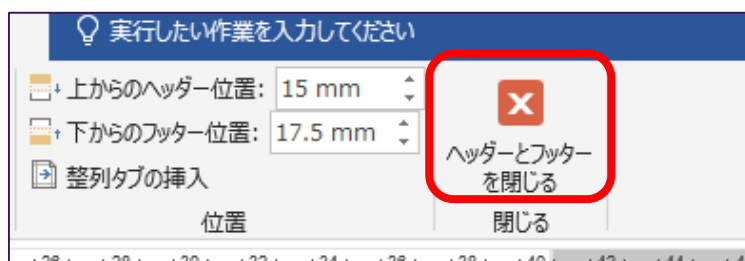 実行したい作業を入力してください
上からのヘッダー位置: 15 mm
下からのフッター位置: 17.5 mm
整列タブの挿入
位置
ヘッダーとフッター
を閉じる
閉じる